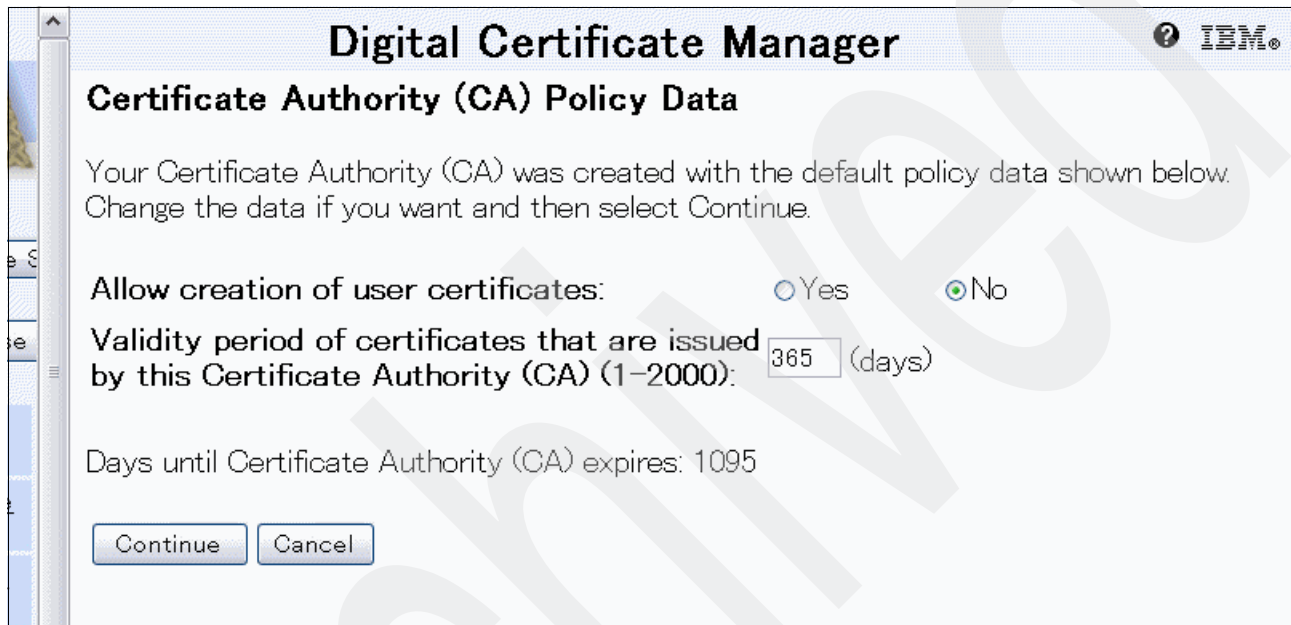 Digital Certificate Manager
IBM®
Certificate Authority (CA) Policy Data
Your Certificate Authority (CA) was created with the default policy data shown below.
Change the data if you want and then select Continue.
Allow creation of user certificates: Yes No
Validity period of certificates that are issued
by this Certificate Authority (CA) (1-2000): 365 (days)
Days until Certificate Authority (CA) expires: 1095
Continue Cancel